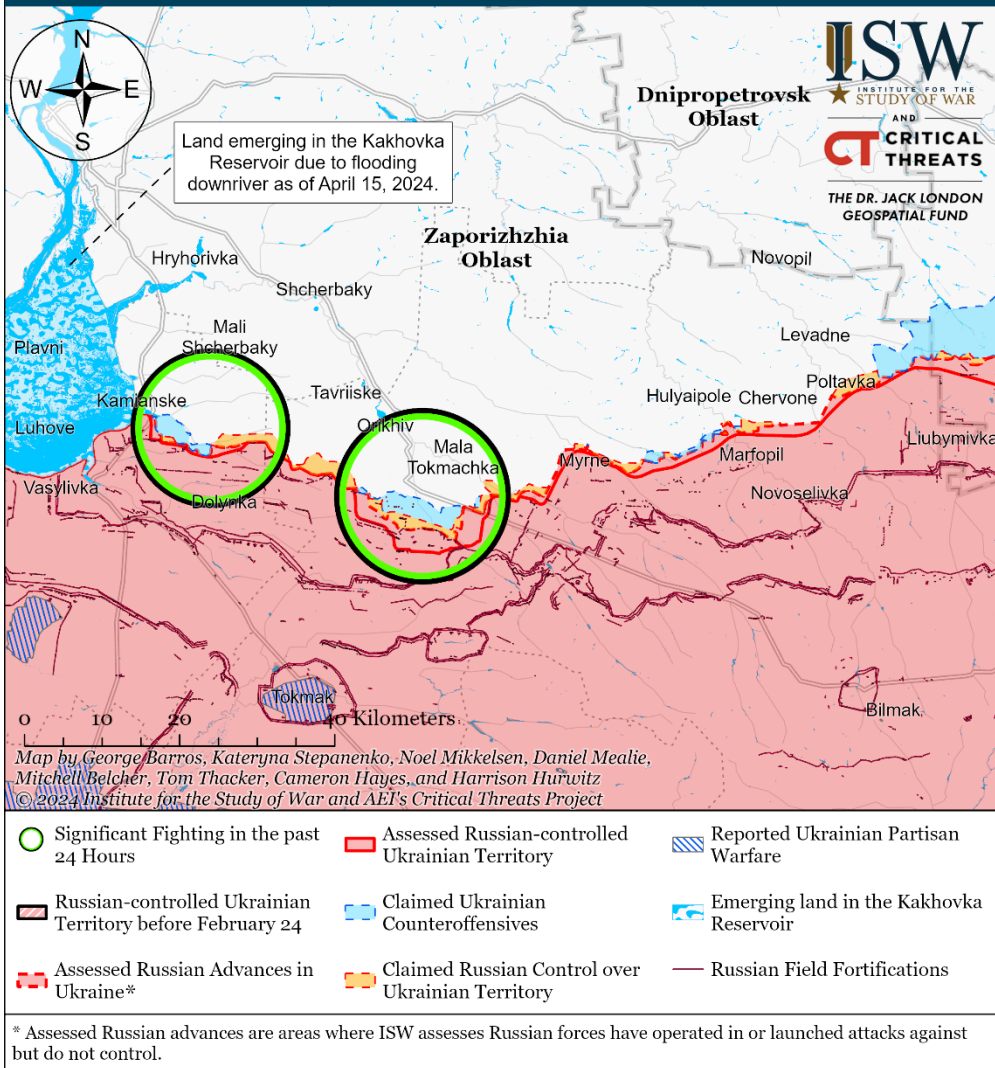 N
W
E
S
ISW
INSTITUTE FOR THE
STUDY OF WAR
AND
CT CRITICAL
THREATS
THE DR. JACK LONDON
GEOSPATIAL FUND
Dnipropetrovsk
Oblast
Land emerging in the Kakhovka
Reservoir due to flooding
downriver as of April 15, 2024.
Zaporizhzhia
Oblast
Hryhorivka
Novopil
Shcherbaky
Mali
Shcherbaky
Levadne
Plavni
Poltavka
Tavriiske
Hulyaipole
Chervone
Kamianske
Luhove
Orikhiv
Mala
Tokmachka
Liubymivka
Myrne
Marfopil
Vasylivka
Dolynka
Novoselivka
Tokmak
Bilmak
0 10 20 40 Kilometers
Map by George Barros, Kateryna Stepanenko, Noel Mikkelsen, Daniel Mealie,
Mitchell Belcher, Tom Thacker, Cameron Hayes, and Harrison Hurwitz
© 2024 Institute for the Study of War and AEI's Critical Threats Project
Significant Fighting in the past
24 Hours
Assessed Russian-controlled
Ukrainian Territory
Reported Ukrainian Partisan
Warfare
Russian-controlled Ukrainian
Territory before February 24
Claimed Ukrainian
Counteroffensives
Emerging land in the Kakhovka
Reservoir
Assessed Russian Advances in
Ukraine*
Claimed Russian Control over
Ukrainian Territory
Russian Field Fortifications
* Assessed Russian advances are areas where ISW assesses Russian forces have operated in or launched attacks against
but do not control.